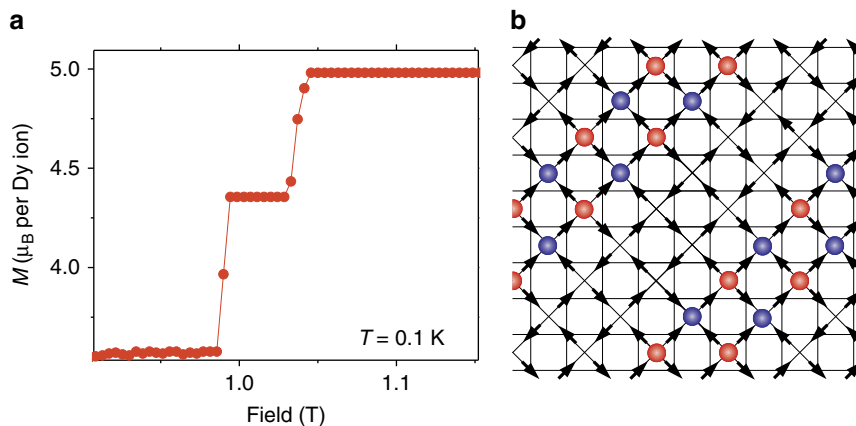 a
b
5.0
4.5
4.0
M (μB per Dy ion)
T = 0.1 K
1.0
1.1
Field (T)